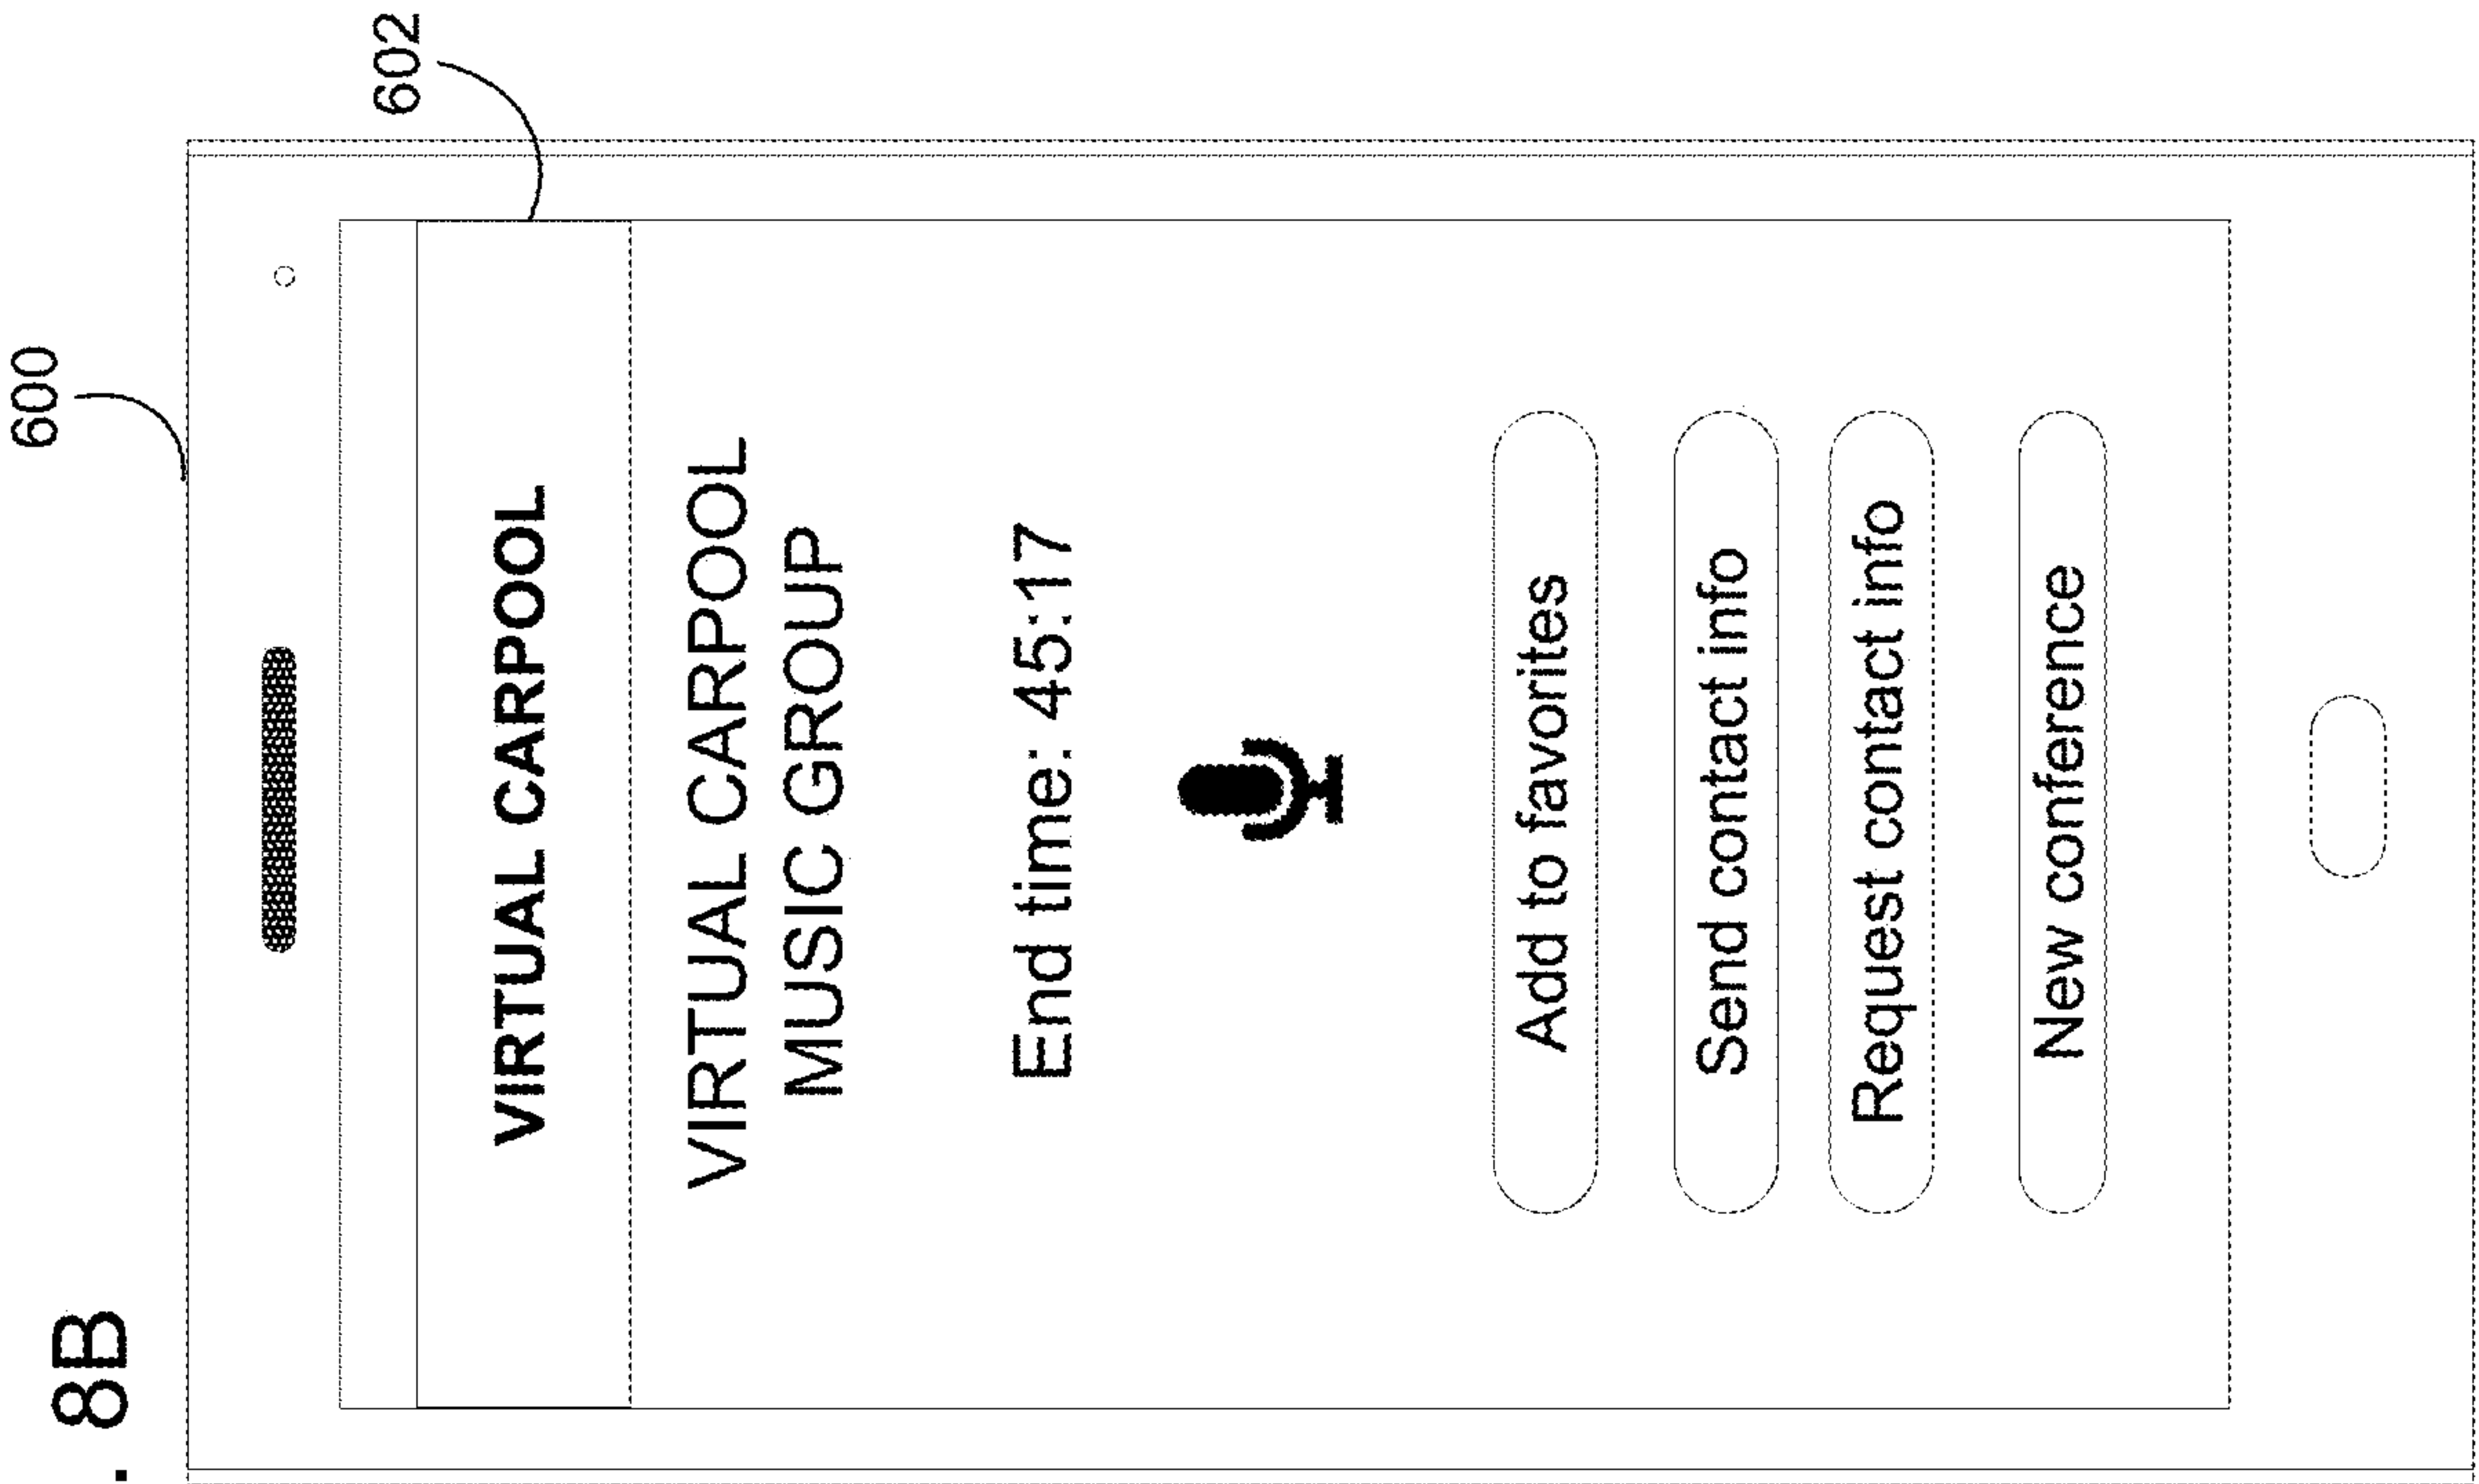 . 8B
600
602
VIRTUAL CARPOOL
VIRTUAL CARPOOL
MUSIC GROUP
End time: 45:17
Add to favorites
Send contact info
Request contact info
New conference